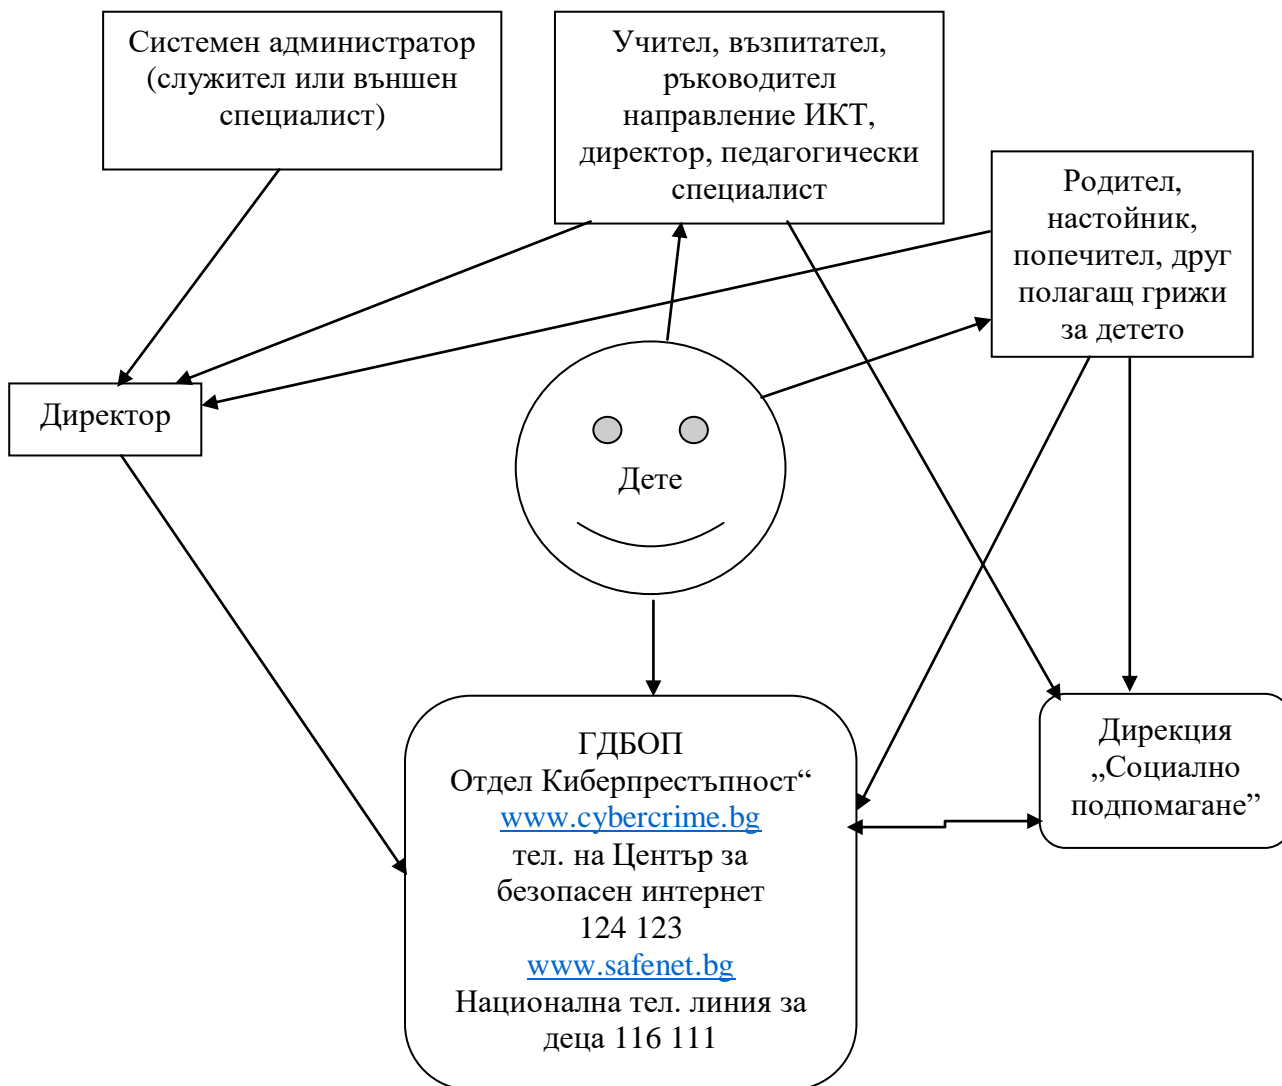 Системен администратор
(служител или външен
специалист)
Учител, възпитател,
ръководител
направление ИКТ,
директор, педагогически
специалист
Родител,
настойник,
попечител, друг
полагащ грижи
за детето
Директор
Дете
ГДБОП
Отдел Киберпрестъпност“
www.cybercrime.bg
тел. на Център за
безопасен интернет
124 123
www.safenet.bg
Национална тел. линия за
деца 116 111
Дирекция
„Социално
подпомагане”